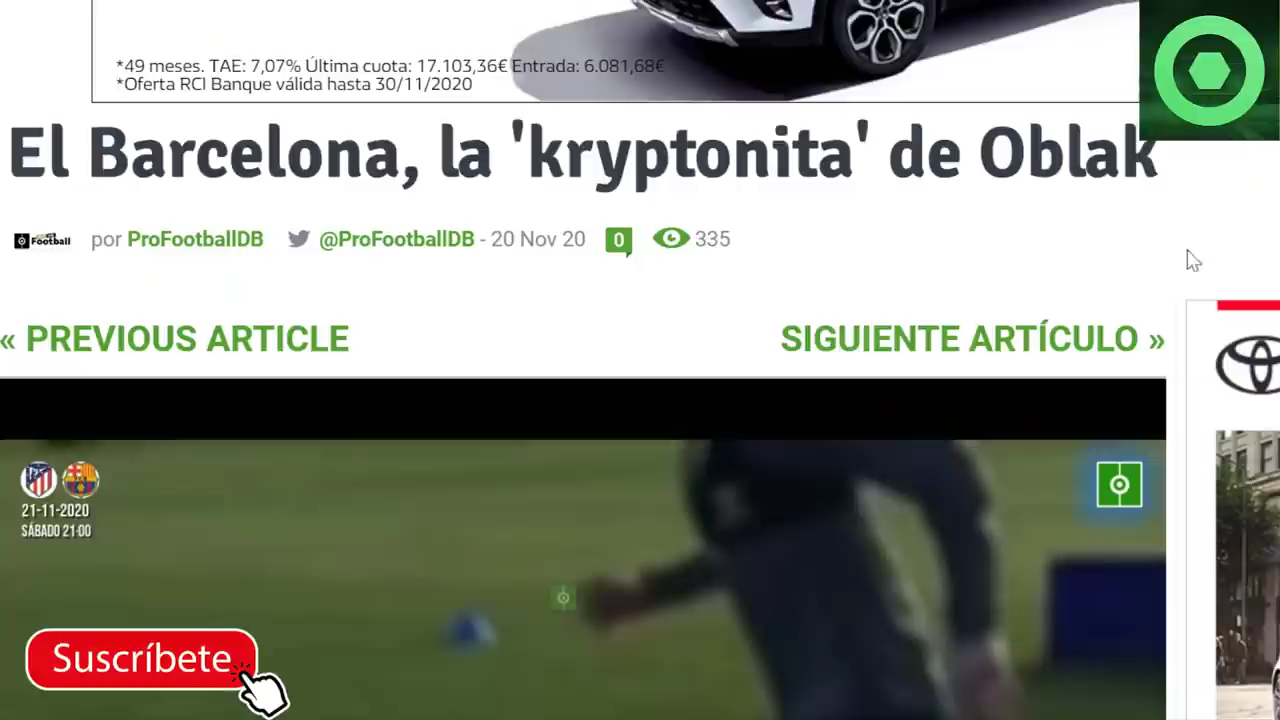 *49 meses. TAE: 7,07% Última cuota: 17.103,36€ Entrada: 6.081,68€
*Oferta RCI Banque válida hasta 30/11/2020
El Barcelona, la 'kryptonita' de Oblak
Football
por ProFootballDB @ProFootballDB - 20 Nov 20 0 335
« PREVIOUS ARTICLE
SIGUIENTE ARTÍCULO »
21-11-2020
SÁBADO 21:00
Suscríbete